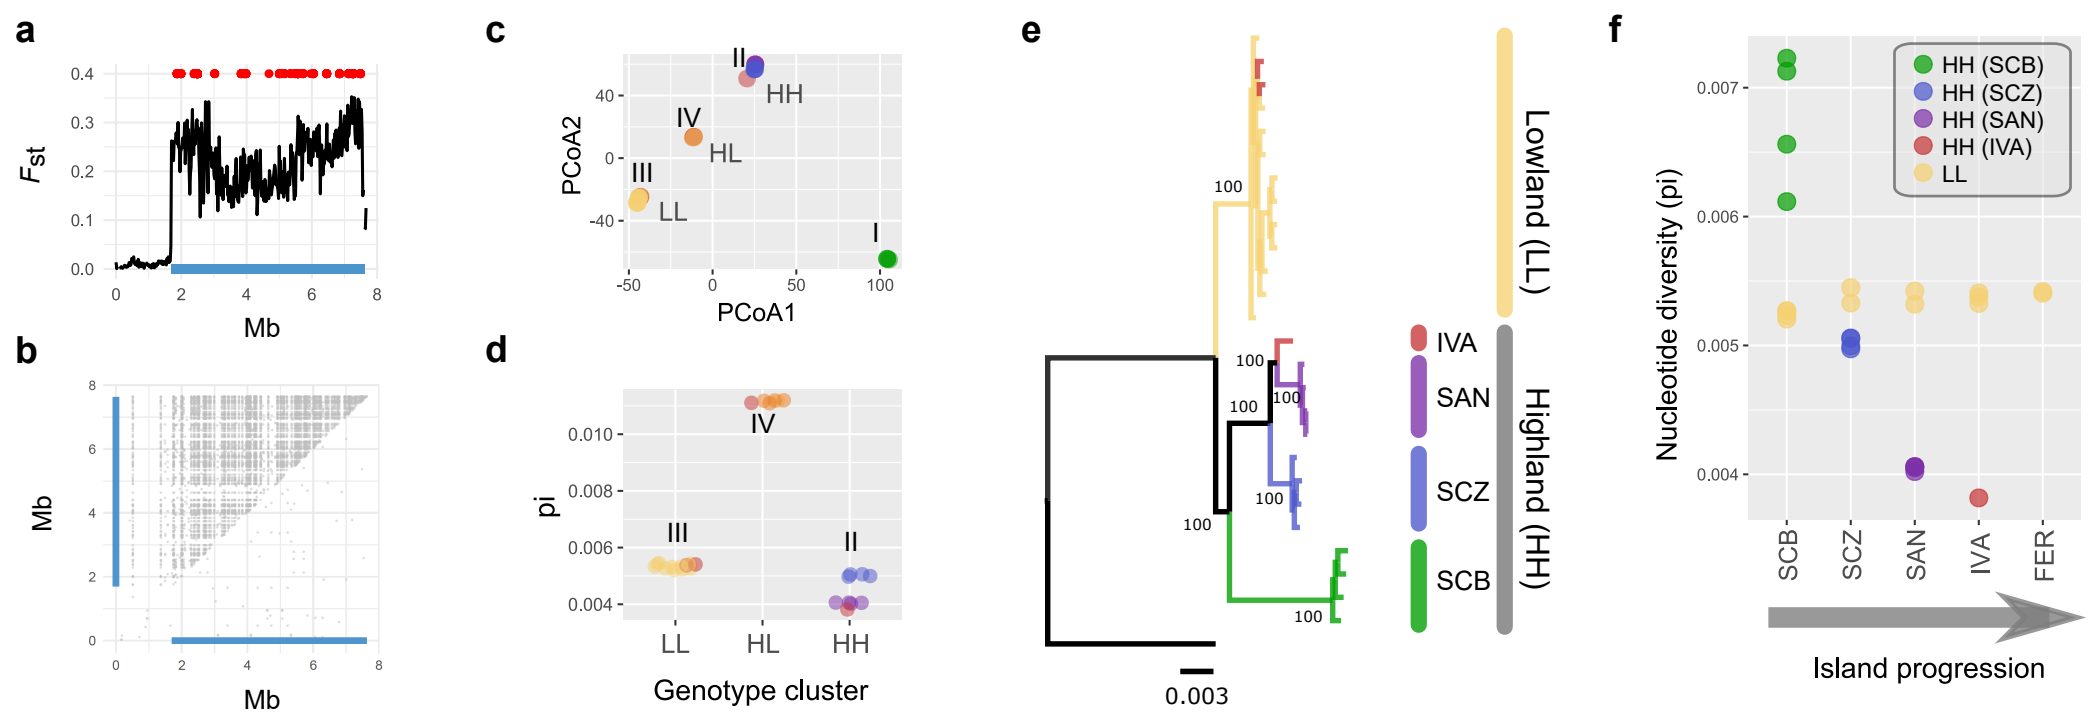 a
0.4
0.3
0.2
0.1
0.0
Fst
0 2 4 6 8
Mb
b
8
6
4
2
0
Mb
0 2 4 6 8
Mb
c
II
HH
IV
HL
III
LL
I
40
0
-40
PCoA2
-50 0 50 100
PCoA1
d
IV
III
II
0.010
0.008
0.006
0.004
pi
LL HL HH
Genotype cluster
e
100
100
100
100
100
100
100
0.003
IVA
SAN
SCZ
SCB
Lowland (LL)
Highland (HH)
f
HH (SCB)
HH (SCZ)
HH (SAN)
HH (IVA)
LL
0.007
0.006
0.005
0.004
Nucleotide diversity (pi)
SCB SCZ SAN IVA FER
Island progression